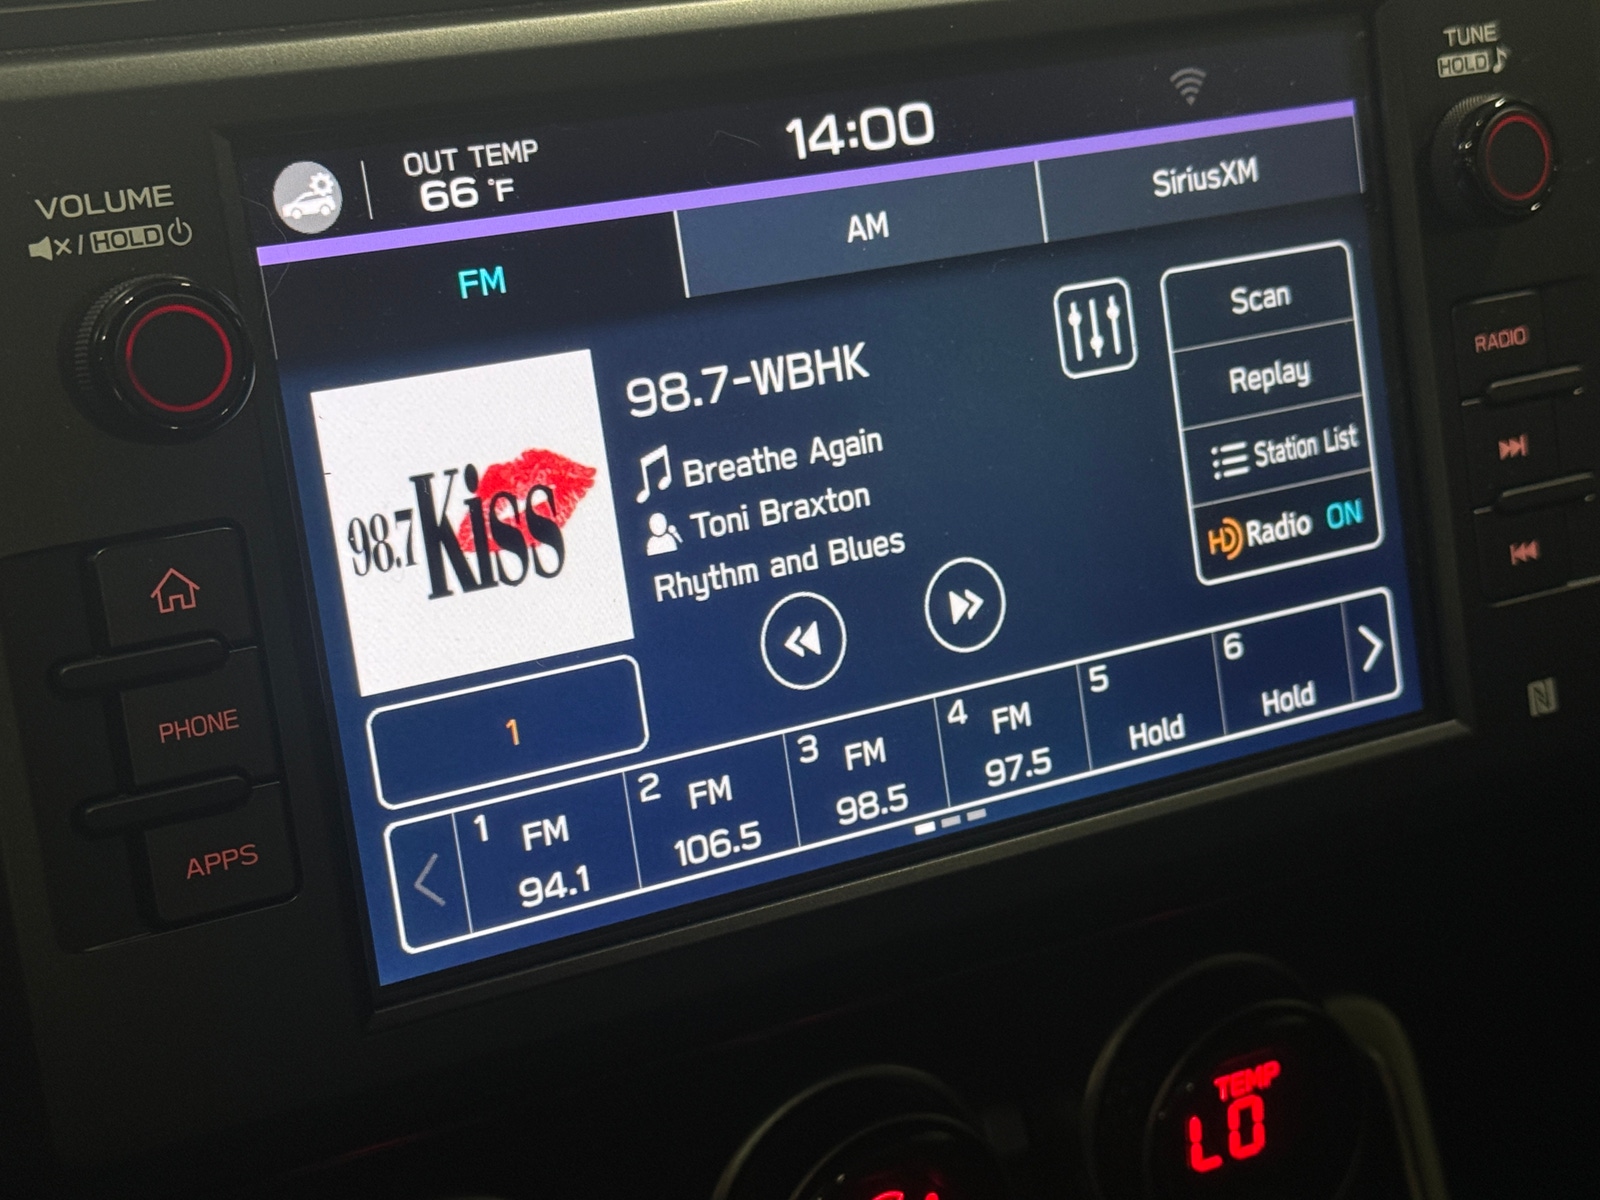 TUNE
HOLD
OUT TEMP
66 °F
14:00
VOLUME
/ HOLD
FM
AM
SiriusXM
98.7-WBHK
Breathe Again
Toni Braxton
Rhythm and Blues
98.7 Kiss
Scan
Replay
Station List
HD Radio ON
RADIO
1
PHONE
APPS
1 FM 94.1
2 FM 106.5
3 FM 98.5
4 FM 97.5
5 Hold
6 Hold
TEMP
LO